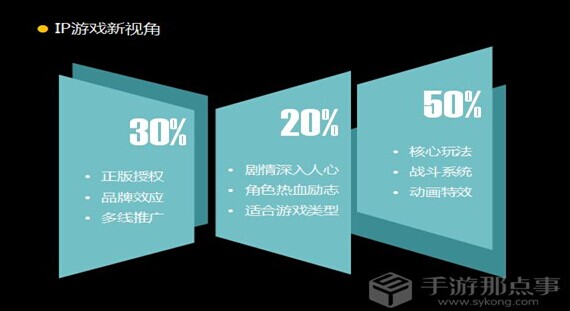 IP游戏新视角
30%
正版授权
品牌效应
多线推广
20%
剧情深入人心
角色热血励志
适合游戏类型
50%
核心玩法
战斗系统
动画特效
手游那点事
www.sykong.com